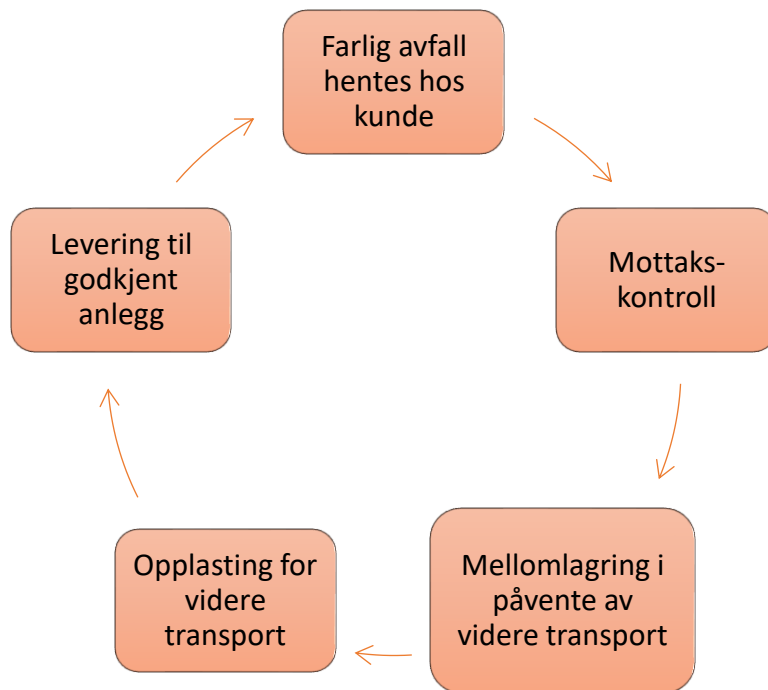 Farlig avfall
hentes hos
kunde
Mottaks-
kontroll
Mellomlagring i
påvente av
videre transport
Opplasting for
videre
transport
Levering til
godkjent
anlegg